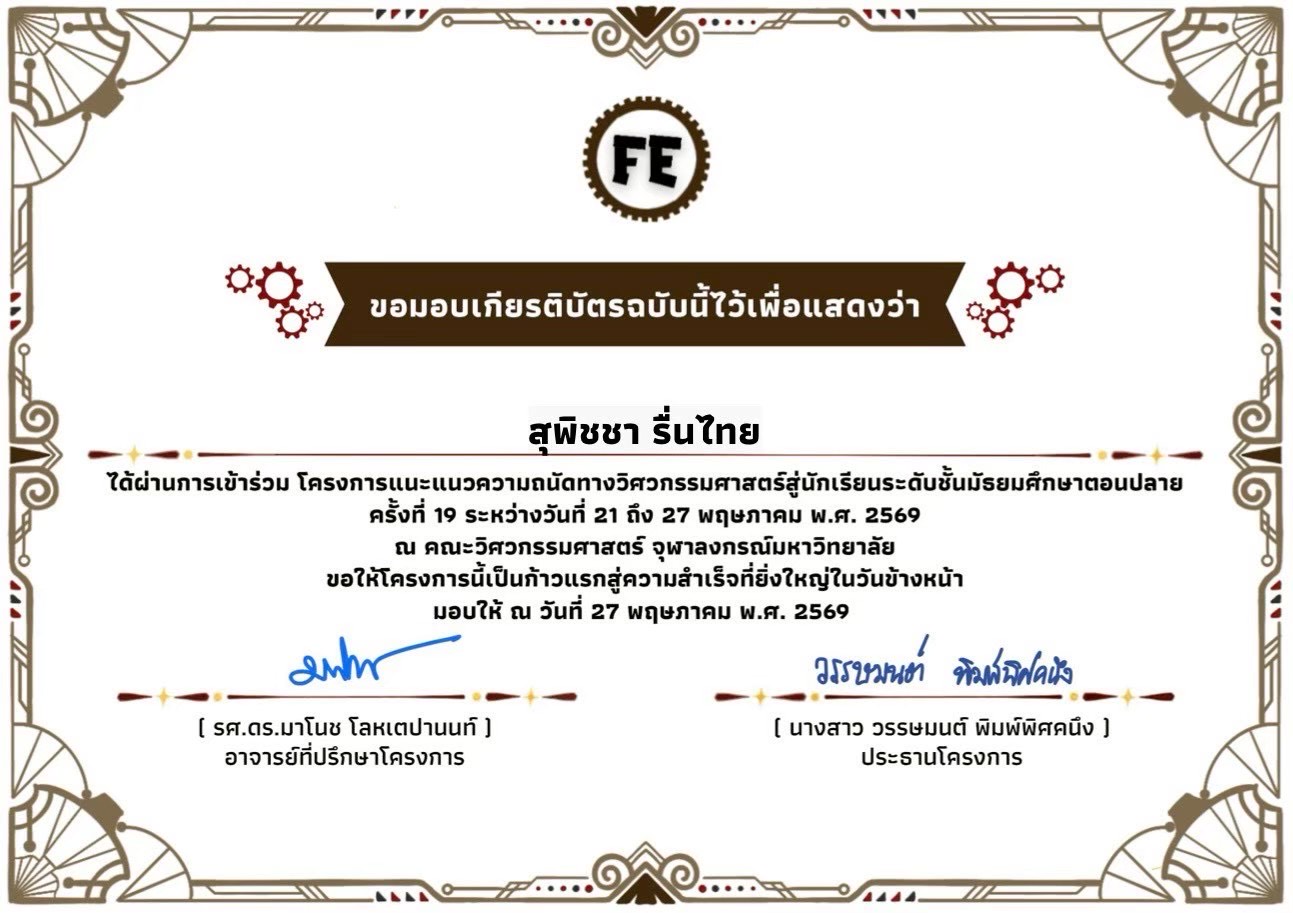 FE
ขอมอบเกียรติบัตรฉบับนี้ไว้เพื่อแสดงว่า
สุพิชชา รื่นไทย
ได้ผ่านการเข้าร่วม โครงการแนะแนวความถนัดทางวิศวกรรมศาสตร์สู่นักเรียนระดับชั้นมัธยมศึกษาตอนปลาย
ครั้งที่ 19 ระหว่างวันที่ 21 ถึง 27 พฤษภาคม พ.ศ. 2569
ณ คณะวิศวกรรมศาสตร์ จุฬาลงกรณ์มหาวิทยาลัย
ขอให้โครงการนี้เป็นก้าวแรกสู่ความสำเร็จที่ยิ่งใหญ่ในวันข้างหน้า
มอบให้ ณ วันที่ 27 พฤษภาคม พ.ศ. 2569
วรรษมนต์ พิมพ์พิศคนึง
( รศ.ดร.มาโนช โลหเตปานนท์ ) ( นางสาว วรรษมนต์ พิมพ์พิศคนึง )
อาจารย์ที่ปรึกษาโครงการ ประธานโครงการ